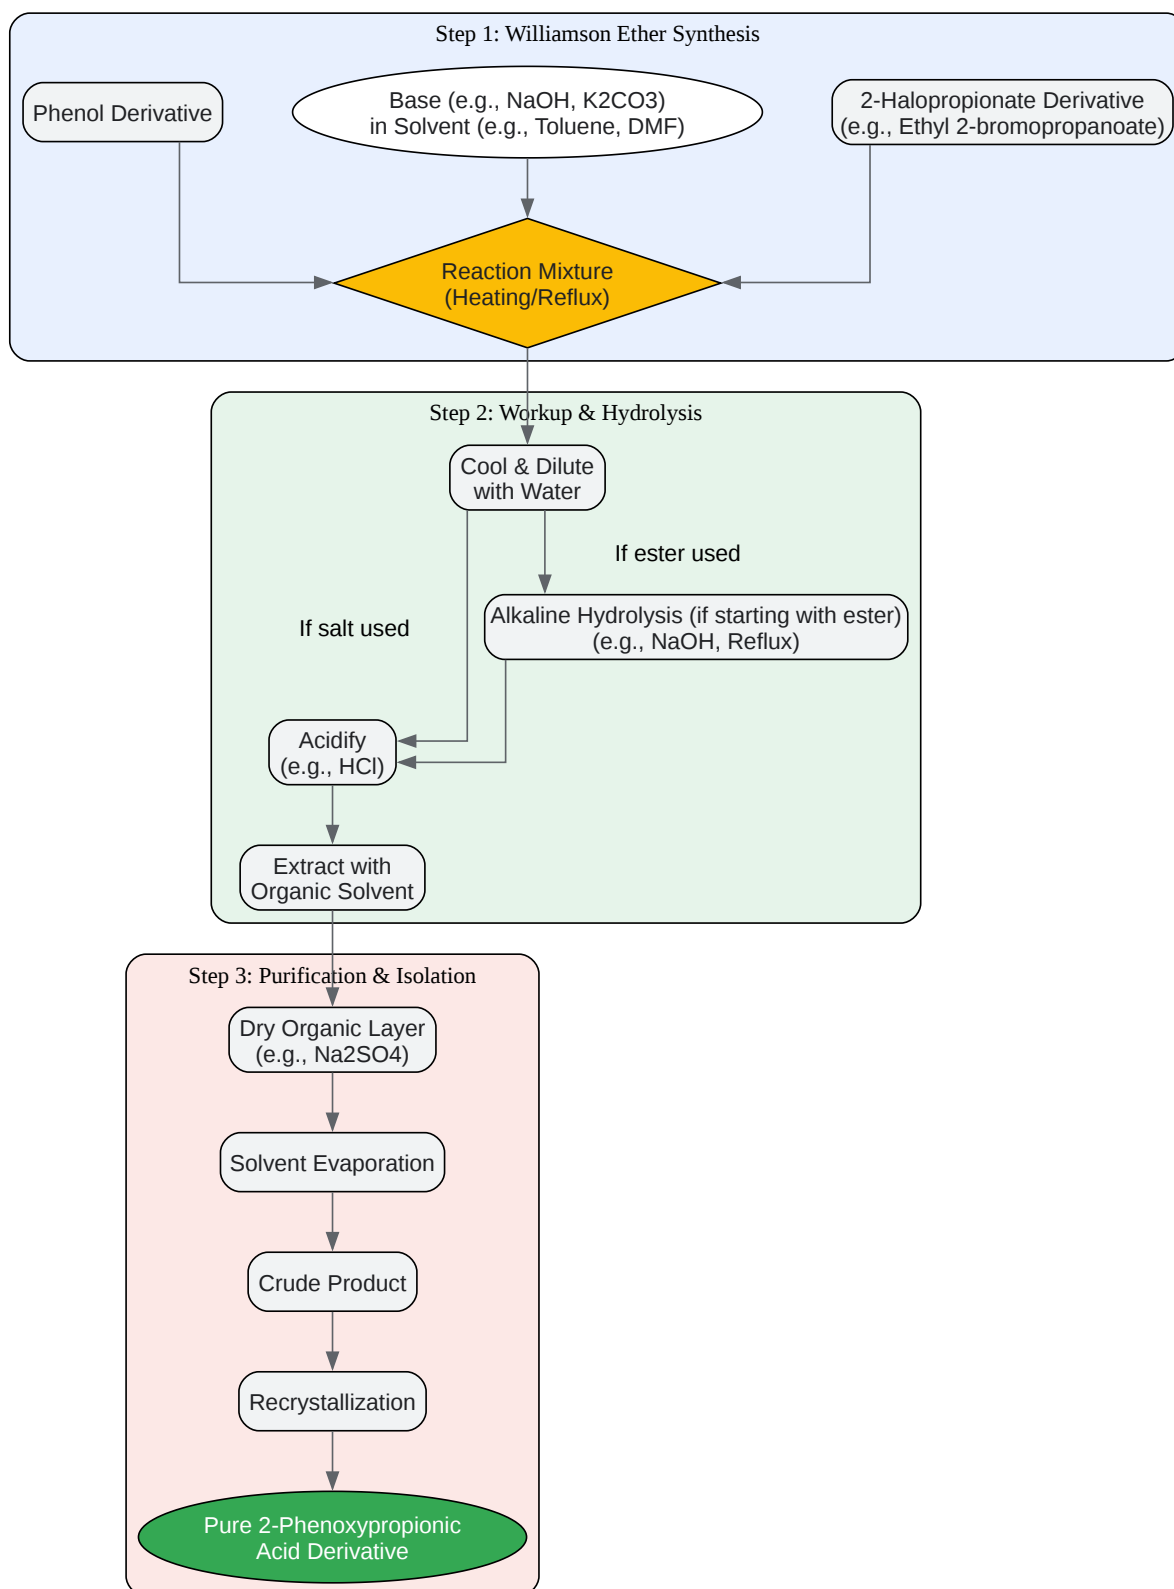 Step 1: Williamson Ether Synthesis
Phenol Derivative
Base (e.g., NaOH, K2CO3)
in Solvent (e.g., Toluene, DMF)
2-Halopropionate Derivative
(e.g., Ethyl 2-bromopropanoate)
Reaction Mixture
(Heating/Reflux)
Step 2: Workup & Hydrolysis
Cool & Dilute
with Water
If ester used
If salt used
Alkaline Hydrolysis (if starting with ester)
(e.g., NaOH, Reflux)
Acidify
(e.g., HCl)
Extract with
Organic Solvent
Step 3: Purification & Isolation
Dry Organic Layer
(e.g., Na2SO4)
Solvent Evaporation
Crude Product
Recrystallization
Pure 2-Phenoxypropionic
Acid Derivative